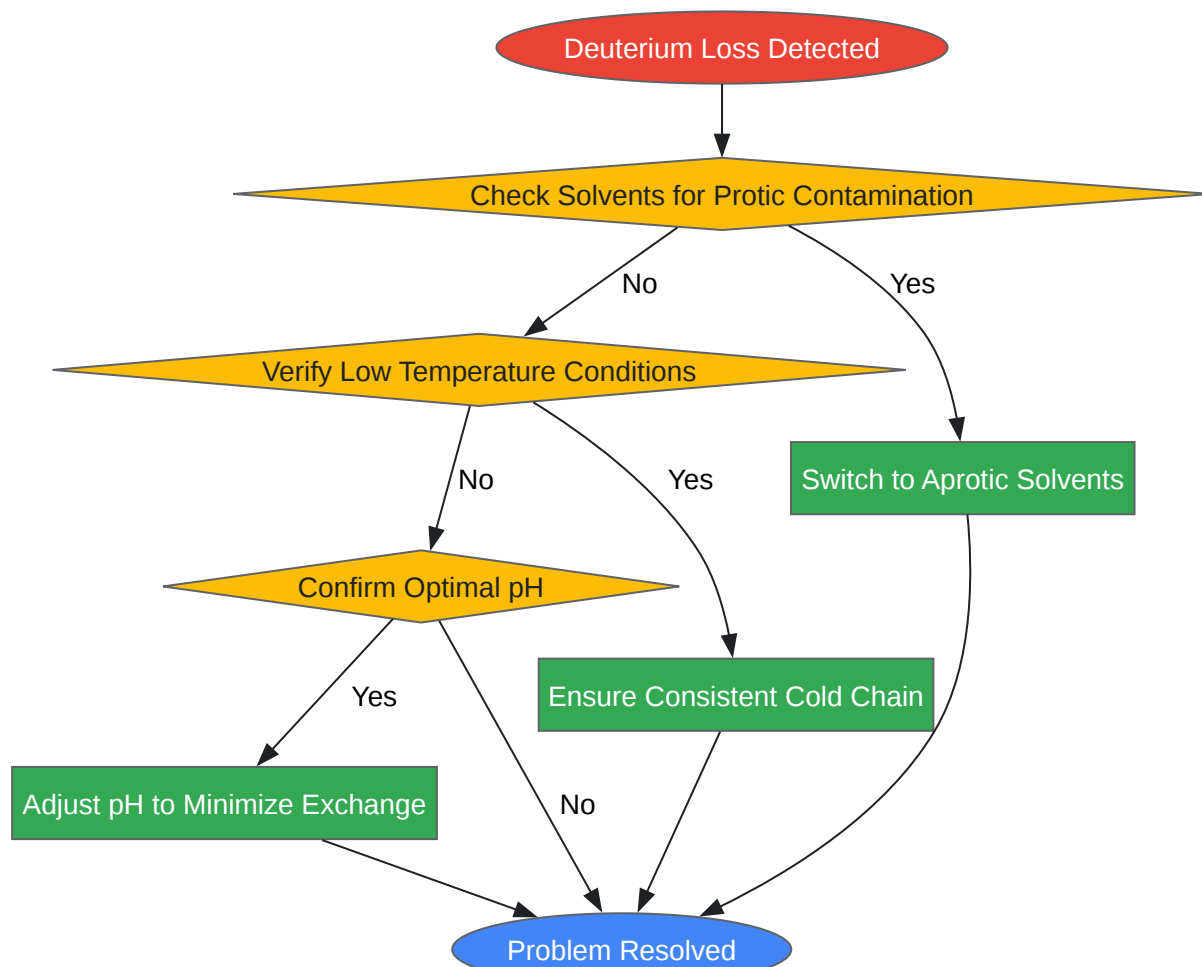 Deuterium Loss Detected
Check Solvents for Protic Contamination
No
Yes
Verify Low Temperature Conditions
No
Yes
Switch to Aprotic Solvents
Confirm Optimal pH
Yes
No
Ensure Consistent Cold Chain
Adjust pH to Minimize Exchange
Problem Resolved